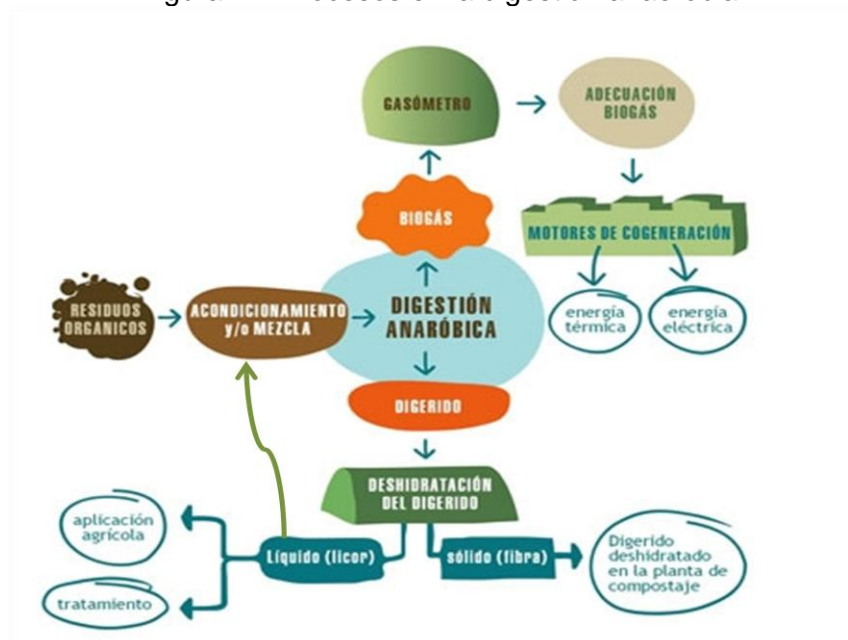 GASÓMETRO
ADECUACIÓN
BIOGÁS
BIOGÁS
MOTORES DE COGENERACIÓN
RESIDUOS
ORGANICOS
ACONDICIONAMIENTO
y/o MEZCLA
DIGESTIÓN
ANARÓBICA
energía
térmica
energía
eléctrica
DIGERIDO
DESHIDRATACIÓN
DEL DIGERIDO
aplicación
agrícola
Líquido (licor)
sólido (fibra)
Digerido
deshidratado
en la planta de
compostaje
tratamiento